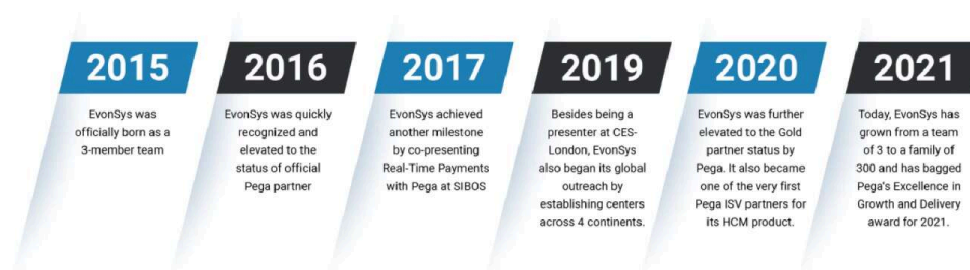 2015
EvonSys was
officially born as a
3-member team
2016
EvonSys was quickly
recognized and
elevated to the
status of official
Pega partner
2017
EvonSys achieved
another milestone
by co-presenting
Real-Time Payments
with Pega at SIBOS
2019
Besides being a
presenter at CES-
London, EvonSys
also began its global
outreach by
establishing centers
across 4 continents.
2020
EvonSys was further
elevated to the Gold
partner status by
Pega. It also became
one of the very first
Pega ISV partners for
its HCM product.
2021
Today, EvonSys has
grown from a team
of 3 to a family of
300 and has bagged
Pega's Excellence in
Growth and Delivery
award for 2021.